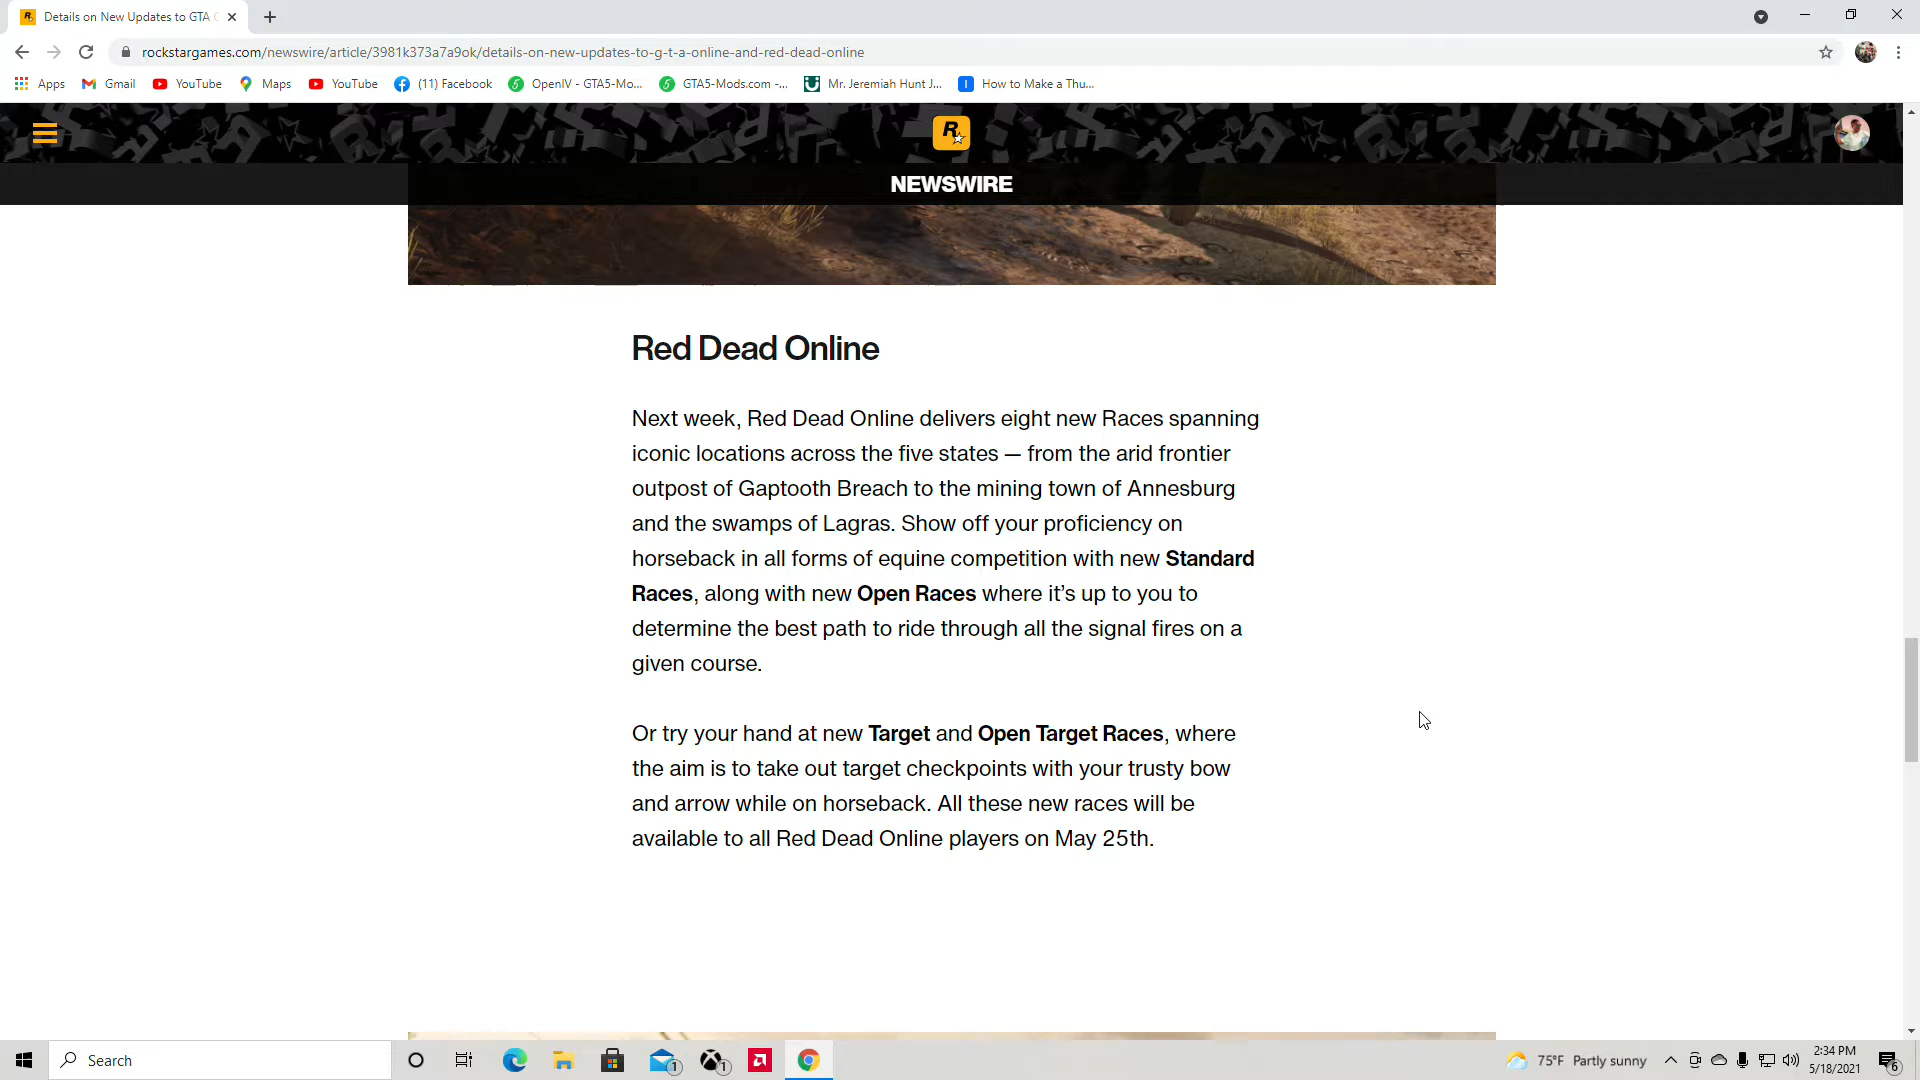 Details on New Updates to GTA
rockstargames.com/newswire/article/3981k373a7a9ok/details-on-new-updates-to-g-t-a-online-and-red-dead-online
Apps Gmail YouTube Maps YouTube (11) Facebook OpenIV - GTA5-Mo... GTA5-Mods.com -... Mr. Jeremiah Hunt J... How to Make a Thu...
R
NEWSWIRE
Red Dead Online
Next week, Red Dead Online delivers eight new Races spanning
iconic locations across the five states — from the arid frontier
outpost of Gaptooth Breach to the mining town of Annesburg
and the swamps of Lagras. Show off your proficiency on
horseback in all forms of equine competition with new Standard
Races, along with new Open Races where it’s up to you to
determine the best path to ride through all the signal fires on a
given course.
Or try your hand at new Target and Open Target Races, where
the aim is to take out target checkpoints with your trusty bow
and arrow while on horseback. All these new races will be
available to all Red Dead Online players on May 25th.
Search
1
1
75°F Partly sunny
2:34 PM
5/18/2021
6